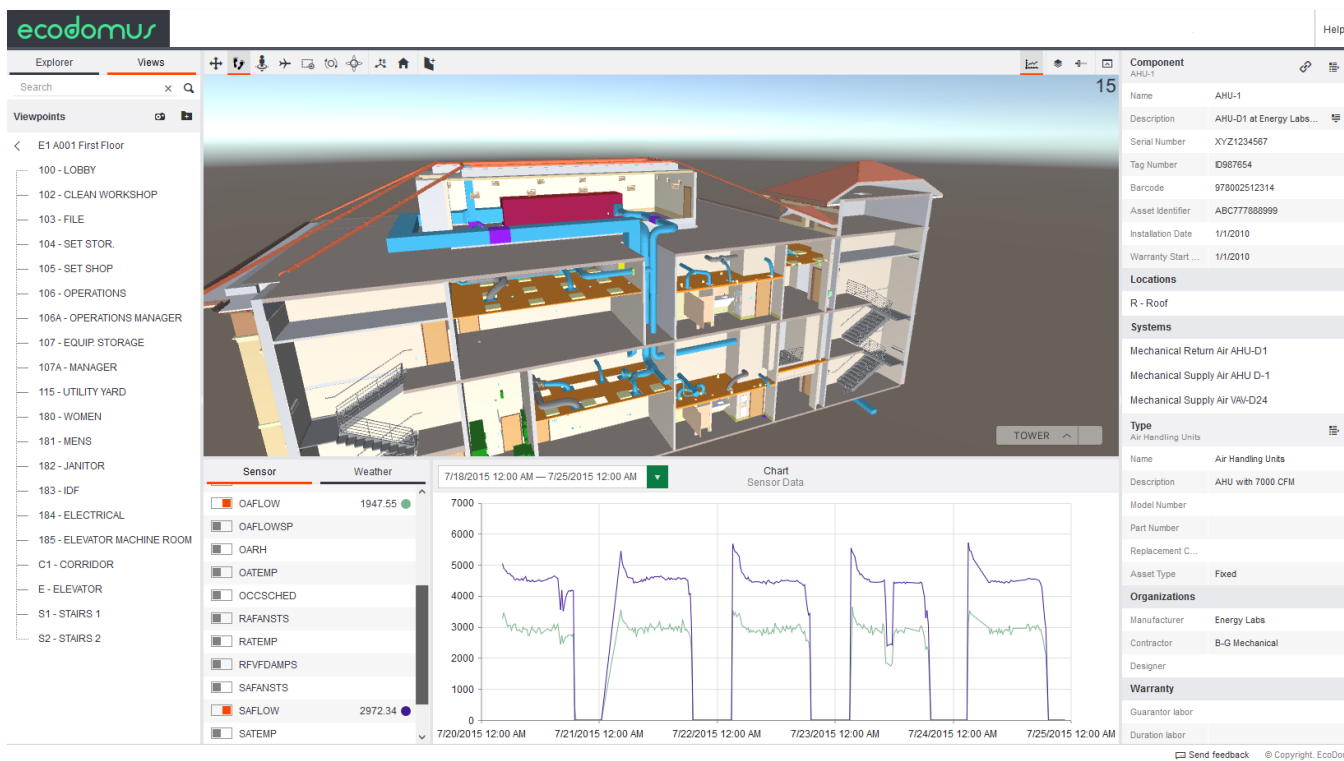 ecodomus
Help
Explorer
Views
Search
Viewpoints
E1 A001 First Floor
100 - LOBBY
102 - CLEAN WORKSHOP
103 - FILE
104 - SET STOR.
105 - SET SHOP
106 - OPERATIONS
106A - OPERATIONS MANAGER
107 - EQUIP. STORAGE
107A - MANAGER
115 - UTILITY YARD
180 - WOMEN
181 - MENS
182 - JANITOR
183 - IDF
184 - ELECTRICAL
185 - ELEVATOR MACHINE ROOM
C1 - CORRIDOR
E - ELEVATOR
S1 - STAIRS 1
S2 - STAIRS 2
15
TOWER
Sensor
Weather
OAFLOW 1947.55
OAFLOWSP
OARH
OATEMP
OCCSCHED
RAFANSTS
RATEMP
RFVFDAMPS
SAFANSTS
SAFLOW 2972.34
SATEMP
7/18/2015 12:00 AM — 7/25/2015 12:00 AM
Chart
Sensor Data
7000
6000
5000
4000
3000
2000
1000
0
7/20/2015 12:00 AM 7/21/2015 12:00 AM 7/22/2015 12:00 AM 7/23/2015 12:00 AM 7/24/2015 12:00 AM 7/25/2015 12:00 AM
Component
AHU-1
Name AHU-1
Description AHU-D1 at Energy Labs...
Serial Number XYZ1234567
Tag Number ID987654
Barcode 978002512314
Asset Identifier ABC777888999
Installation Date 1/1/2010
Warranty Start ... 1/1/2010
Locations
R - Roof
Systems
Mechanical Return Air AHU-D1
Mechanical Supply Air AHU D-1
Mechanical Supply Air VAV-D24
Type
Air Handling Units
Name Air Handling Units
Description AHU with 7000 CFM
Model Number
Part Number
Replacement C...
Asset Type Fixed
Organizations
Manufacturer Energy Labs
Contractor B-G Mechanical
Designer
Warranty
Guarantor labor
Duration labor
Send feedback © Copyright. EcoDom